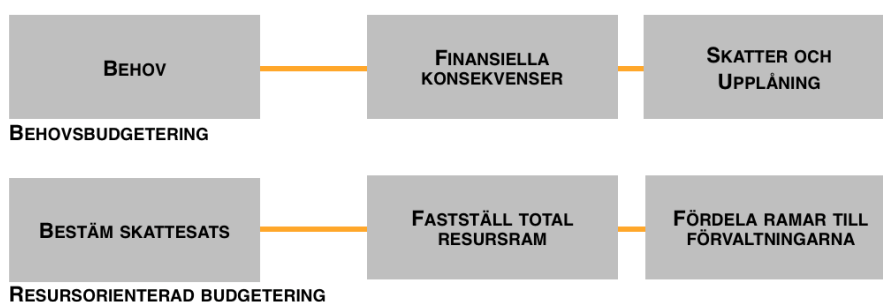 BEHOV
FINANSIELLA
KONSEKVENSER
SKATTER OCH
UPPLÅNING
BEHOVSBUDGETERING
BESTÄM SKATTESATS
FASTSTÄLL TOTAL
RESURSRAM
FÖRDELA RAMAR TILL
FÖRVALTNINGARNA
RESURSORIENTERAD BUDGETERING